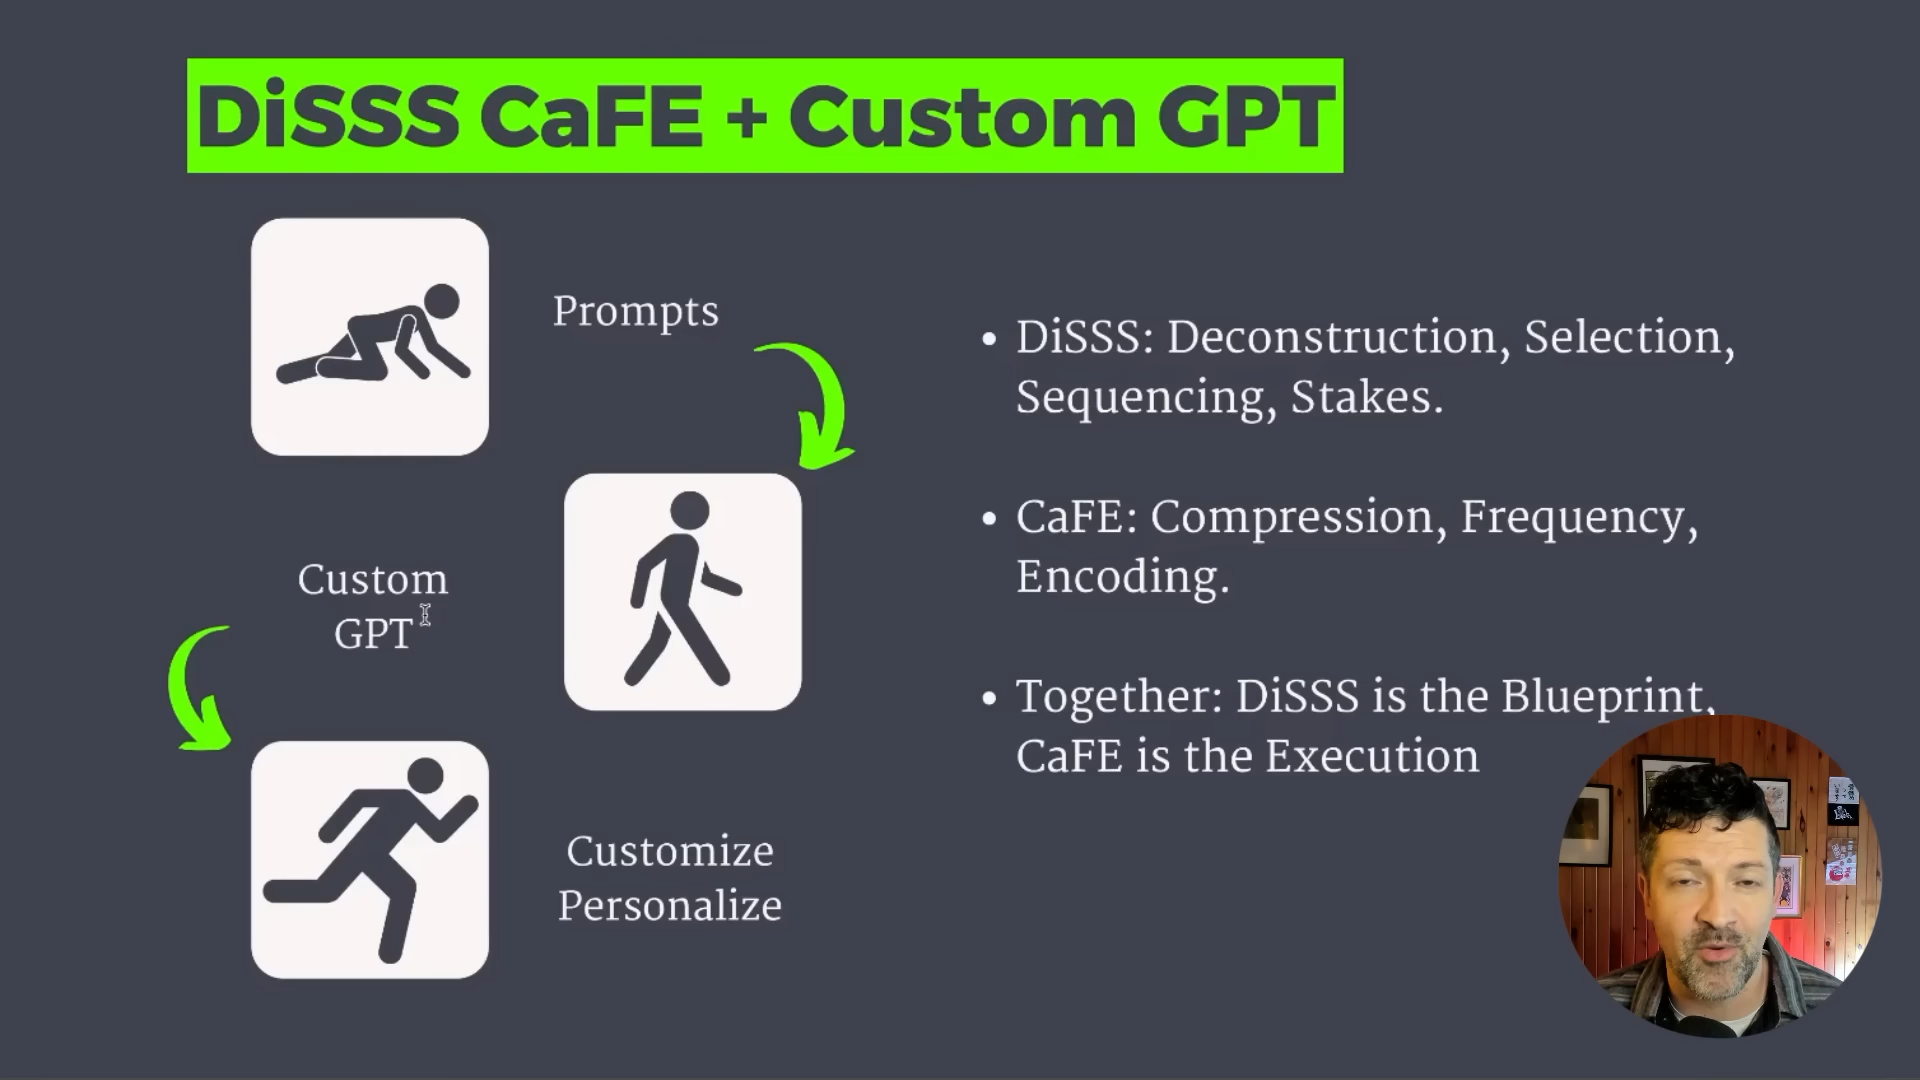 DiSSS CaFE + Custom GPT
Prompts
Custom
GPT
Customize
Personalize
• DiSSS: Deconstruction, Selection,
Sequencing, Stakes.
• CaFE: Compression, Frequency,
Encoding.
• Together: DiSSS is the Blueprint,
CaFE is the Execution